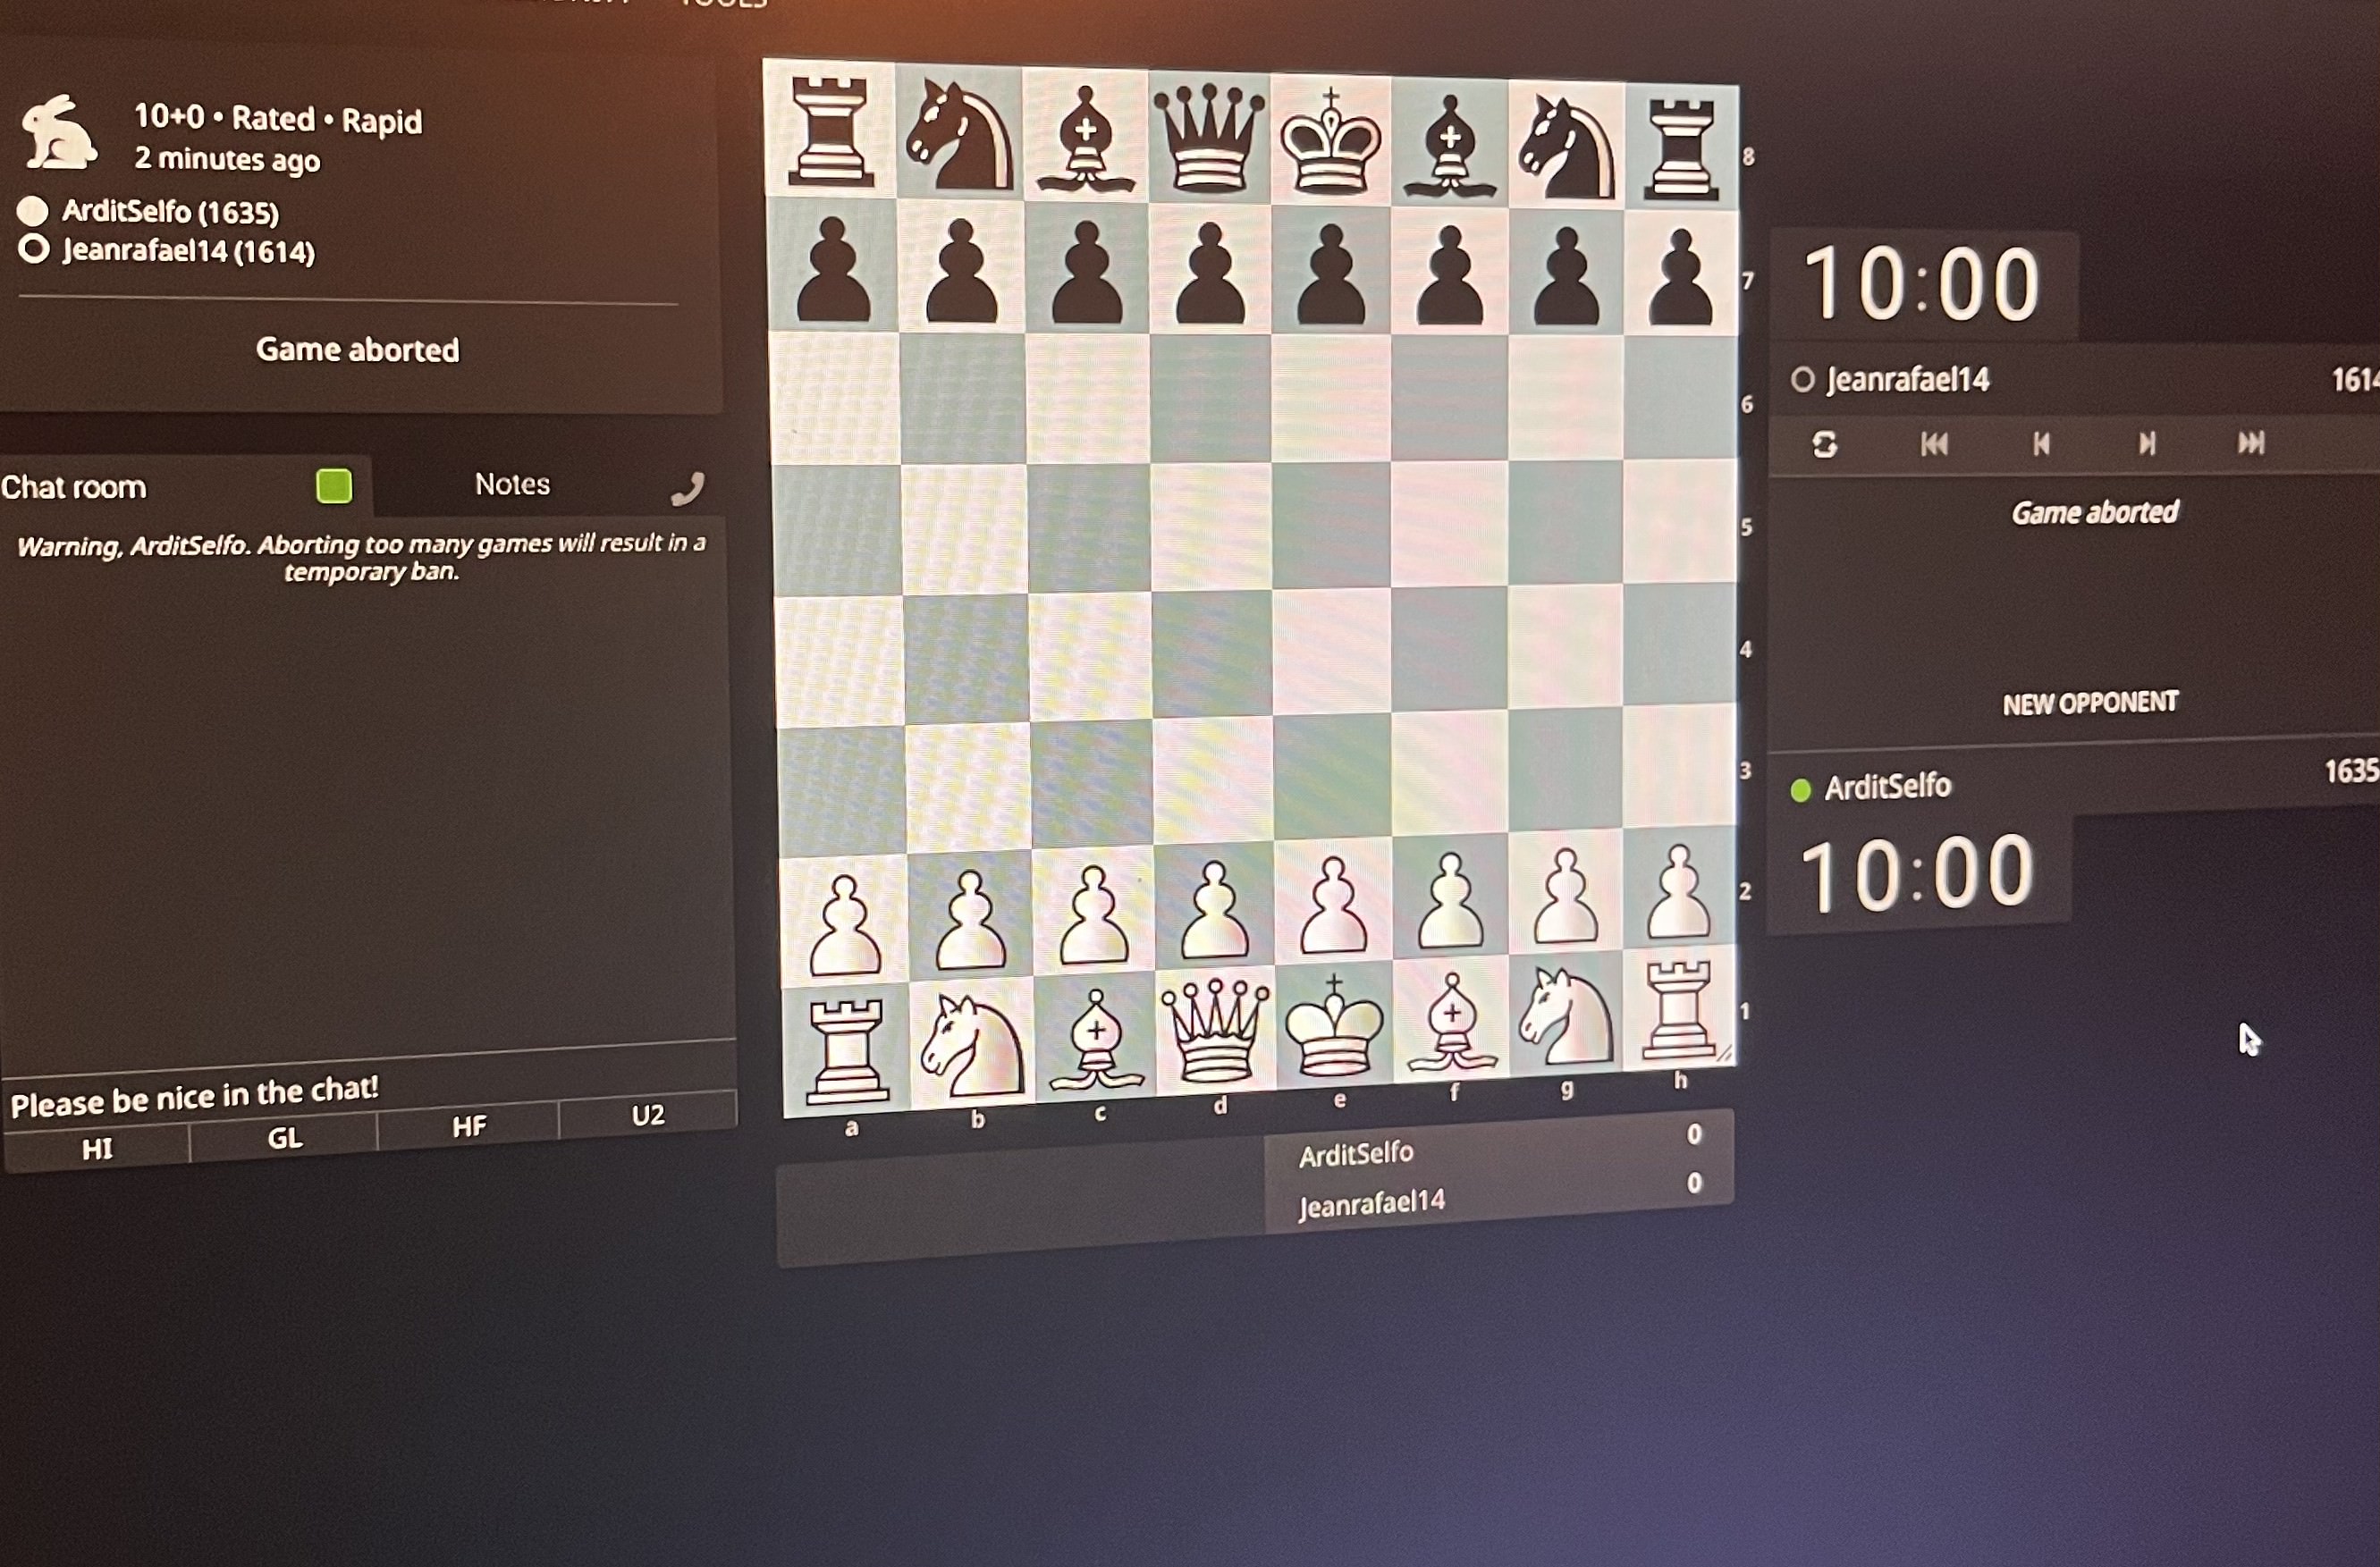 TOOLS
10+0 • Rated • Rapid
2 minutes ago
ArditSelfo (1635)
Jeanrafael14 (1614)
Game aborted
Chat room
Notes
Warning, ArditSelfo. Aborting too many games will result in a
temporary ban.
Please be nice in the chat!
HI GL HF U2
8
7
6
5
4
3
2
1
a b c d e f g h
ArditSelfo 0
Jeanrafael14 0
10:00
Jeanrafael14 1614
Game aborted
NEW OPPONENT
ArditSelfo 1635
10:00